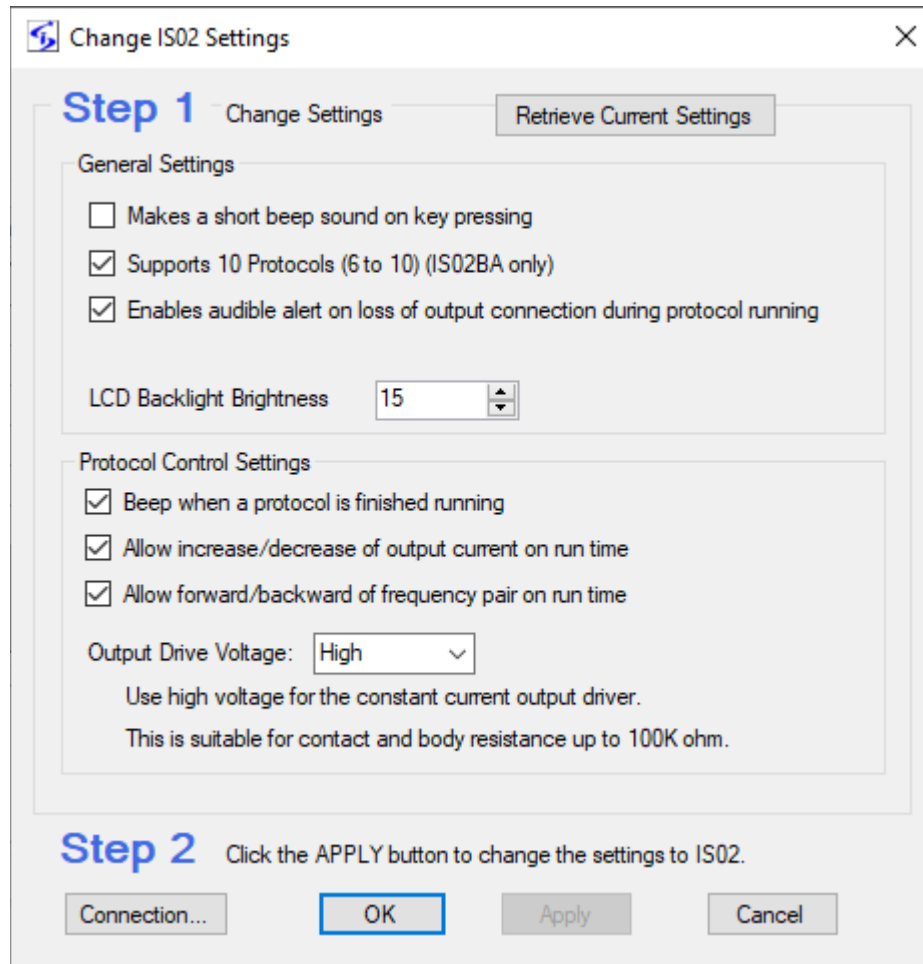 Change IS02 Settings
Step 1 Change Settings
Retrieve Current Settings
General Settings
Makes a short beep sound on key pressing
Supports 10 Protocols (6 to 10) (IS02BA only)
Enables audible alert on loss of output connection during protocol running
LCD Backlight Brightness 15
Protocol Control Settings
Beep when a protocol is finished running
Allow increase/decrease of output current on run time
Allow forward/backward of frequency pair on run time
Output Drive Voltage: High
Use high voltage for the constant current output driver.
This is suitable for contact and body resistance up to 100K ohm.
Step 2 Click the APPLY button to change the settings to IS02.
Connection... OK Apply Cancel